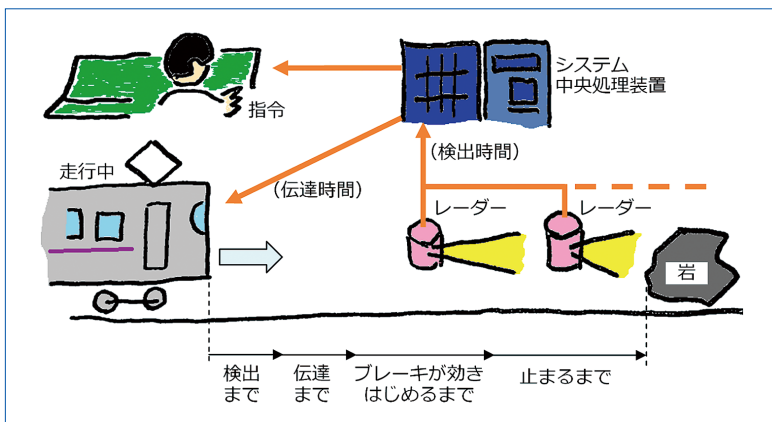 システム
中央処理装置
指令
(検出時間)
走行中
(伝達時間)
レーダー
レーダー
岩
検出
まで
伝達
まで
ブレーキが効き
はじめるまで
止まるまで